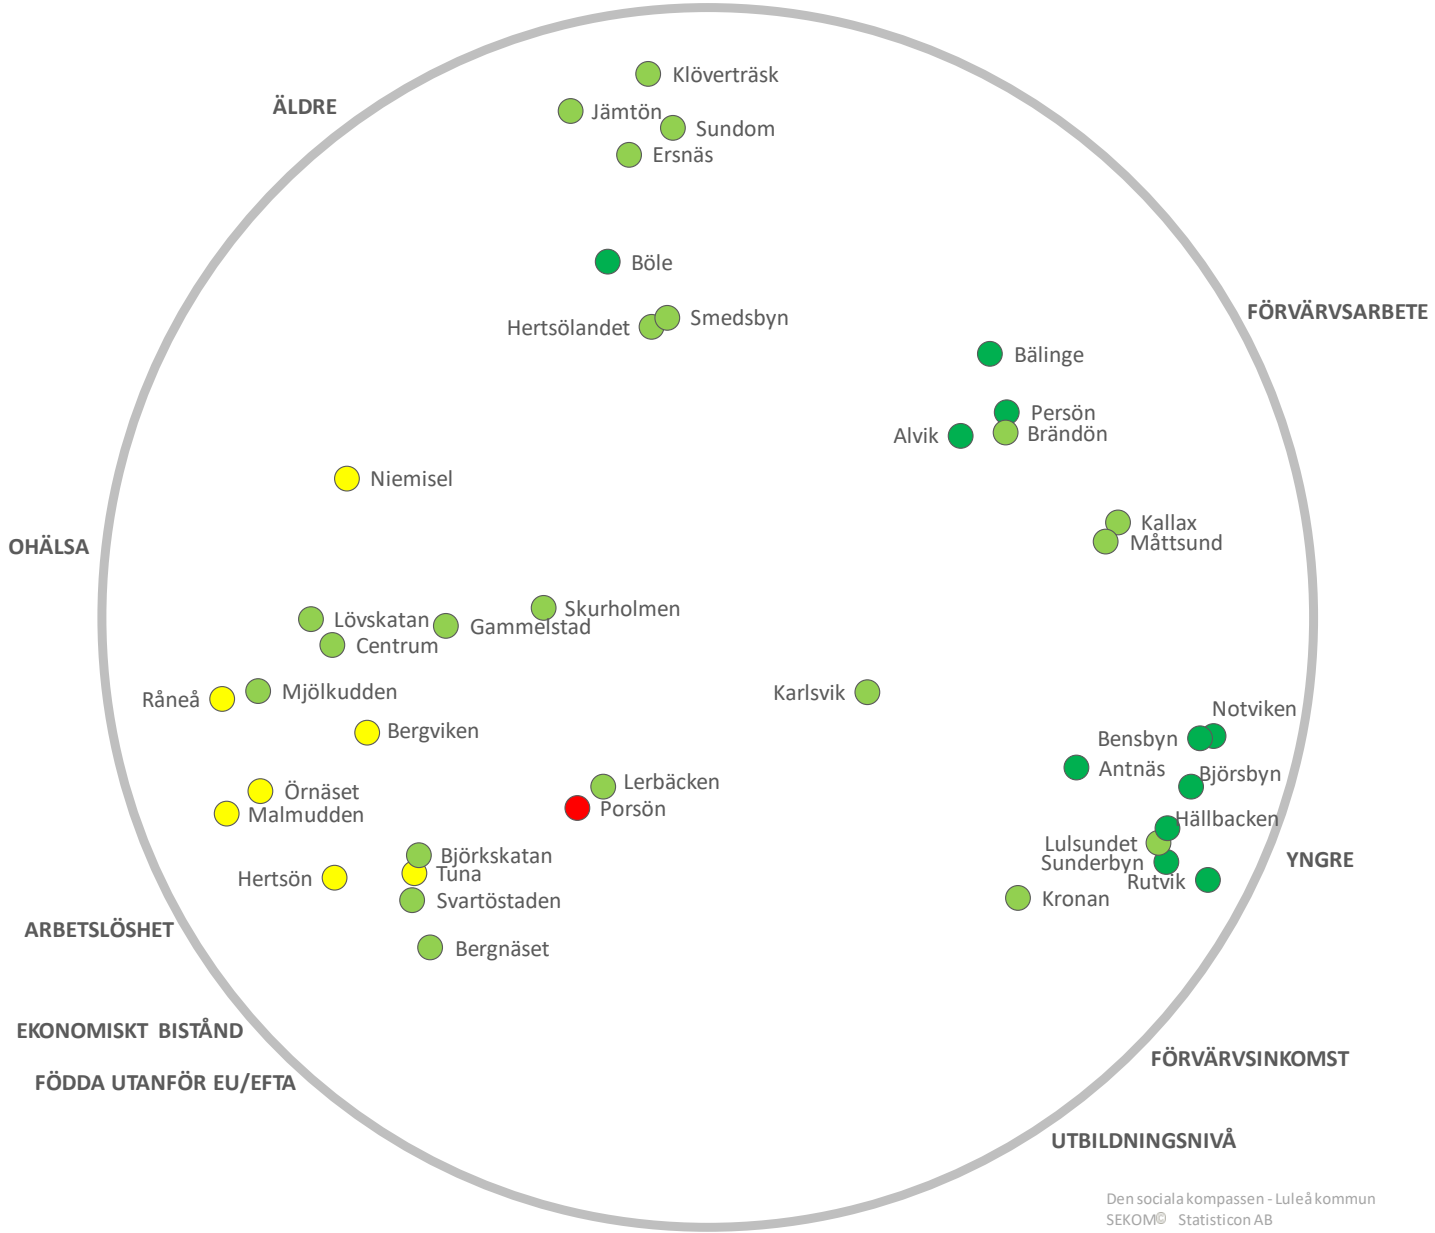 Klöverträsk
ÄLDRE
Jämtön
Sundom
Ersnäs
Böle
FÖRVÄRVSARBETE
Smedsbyn
Hertsölandet
Bälinge
Persön
Alvik
Brändön
Niemisel
Kallax
OHÄLSA
Måttsund
Skurholmen
Lövskatan
Gammelstad
Centrum
Mjölkudden
Karlsvik
Råneå
Notviken
Bergviken
Bensbyn
Antnäs
Björsbyn
Lerbäcken
Örnäset
Porsön
Malmudden
Hällbacken
Lulsundet
Björkskatan
YNGRE
Sunderbyn
Tuna
Hertsön
Rutvik
Svartöstaden
Kronan
ARBETSLÖSHET
Bergnäset
EKONOMISKT BISTÅND
FÖRVÄRVSINKOMST
FÖDDA UTANFÖR EU/EFTA
UTBILDNINGSNIVÅ
Den sociala kompassen - Luleå kommun
SEKOM© Statisticon AB